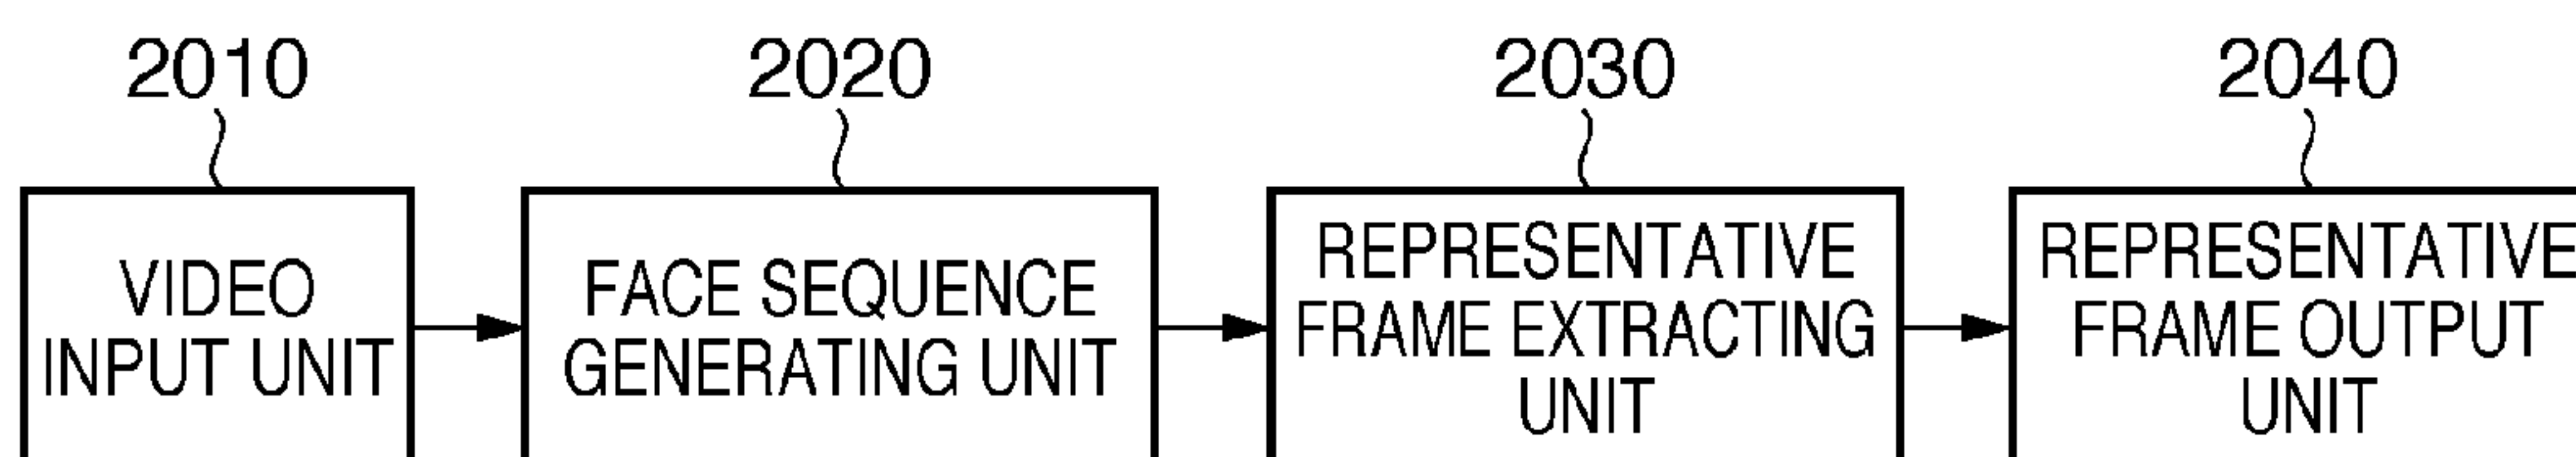 2010
2020
2030
2040
VIDEO
INPUT UNIT
FACE SEQUENCE
GENERATING UNIT
REPRESENTATIVE
FRAME EXTRACTING
UNIT
REPRESENTATIVE
FRAME OUTPUT
UNIT